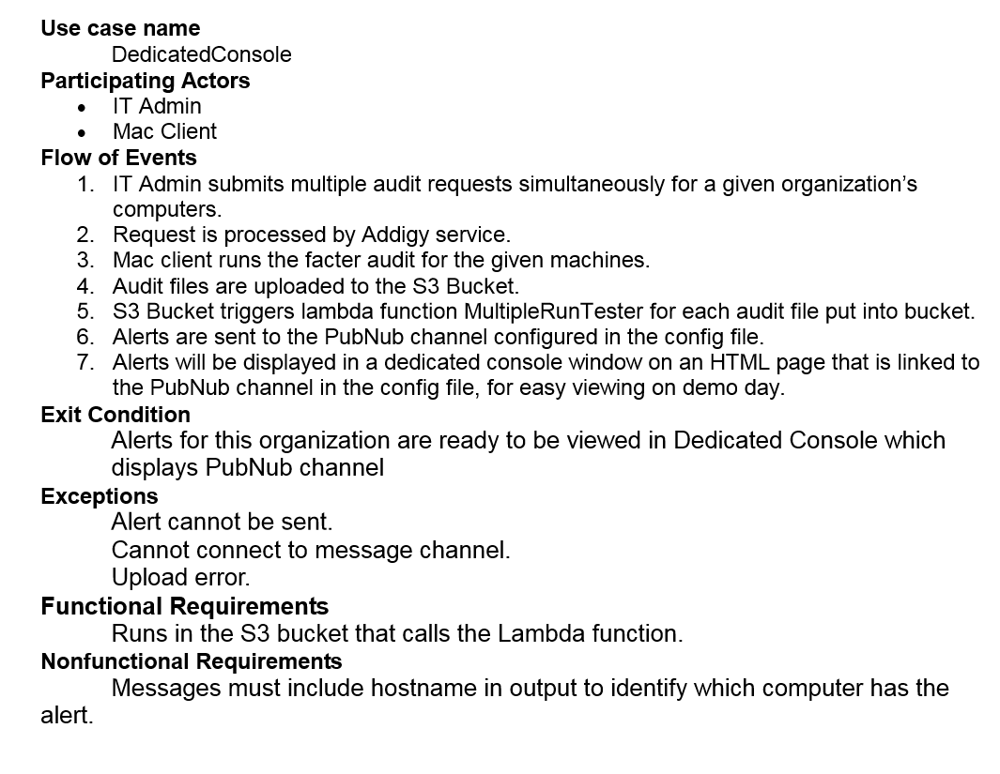 Use case name
DedicatedConsole
Participating Actors
• IT Admin
• Mac Client
Flow of Events
1. IT Admin submits multiple audit requests simultaneously for a given organization’s
computers.
2. Request is processed by Addigy service.
3. Mac client runs the facter audit for the given machines.
4. Audit files are uploaded to the S3 Bucket.
5. S3 Bucket triggers lambda function MultipleRunTester for each audit file put into bucket.
6. Alerts are sent to the PubNub channel configured in the config file.
7. Alerts will be displayed in a dedicated console window on an HTML page that is linked to
the PubNub channel in the config file, for easy viewing on demo day.
Exit Condition
Alerts for this organization are ready to be viewed in Dedicated Console which
displays PubNub channel
Exceptions
Alert cannot be sent.
Cannot connect to message channel.
Upload error.
Functional Requirements
Runs in the S3 bucket that calls the Lambda function.
Nonfunctional Requirements
Messages must include hostname in output to identify which computer has the
alert.